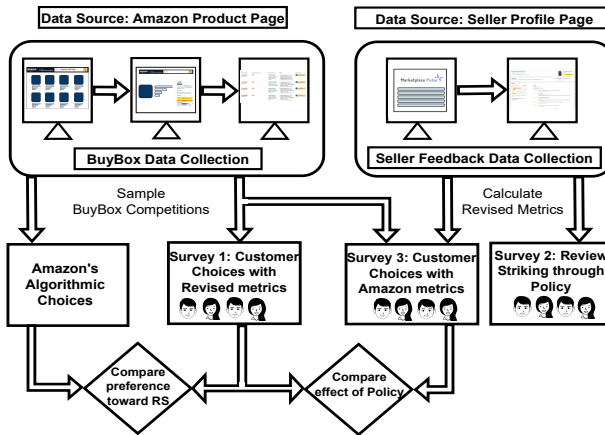 Data Source: Amazon Product Page
Data Source: Seller Profile Page
Marketplace Pulse
BuyBox Data Collection
Seller Feedback Data Collection
Sample
BuyBox Competitions
Calculate
Revised Metrics
Amazon's
Algorithmic
Choices
Survey 1: Customer
Choices with
Revised metrics
Survey 3: Customer
Choices with
Amazon metrics
Survey 2: Review
Striking through
Policy
Compare
preference
toward RS
Compare
effect of Policy